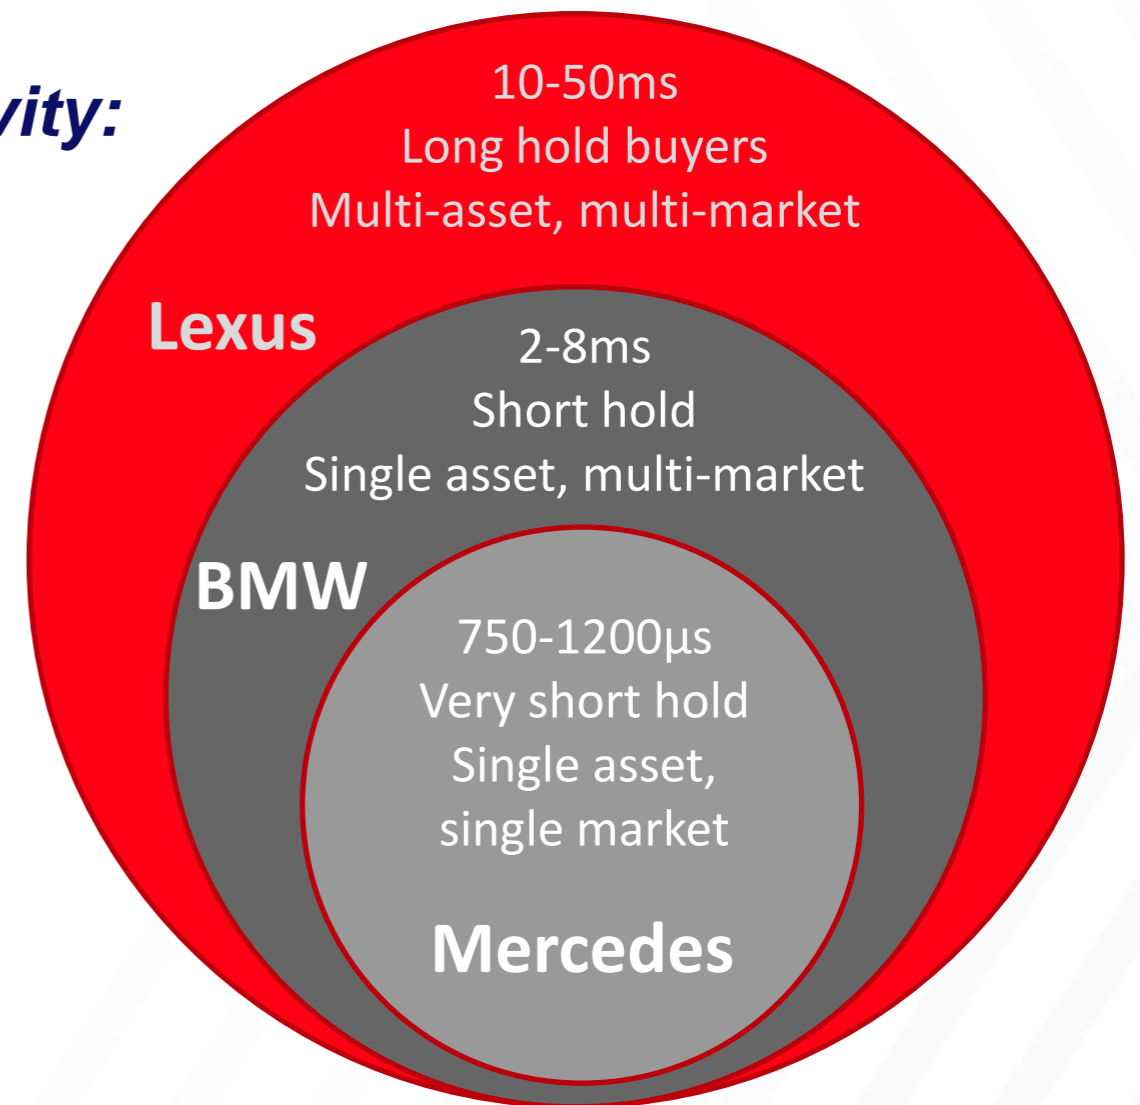 vity:
10-50ms
Long hold buyers
Multi-asset, multi-market
Lexus
2-8ms
Short hold
Single asset, multi-market
BMW
750-1200µs
Very short hold
Single asset,
single market
Mercedes